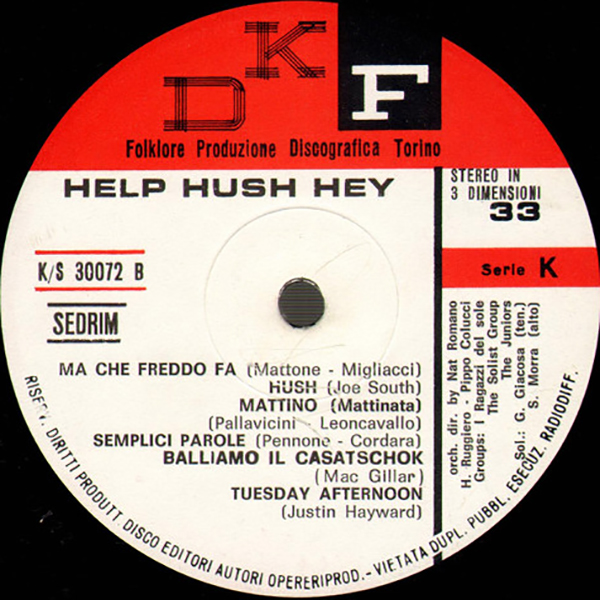 DKF
Folklore Produzione Discografica Torino
HELP HUSH HEY
STEREO IN
3 DIMENSIONI
33
K/S 30072 B
Serie K
SEDRIM
MA CHE FREDDO FA (Mattone - Migliacci)
HUSH (Joe South)
MATTINO (Mattinata)
(Pallavicini - Leoncavallo)
SEMPLICI PAROLE (Pennone - Cordara)
BALLIAMO IL CASATSCHOK
(Mac Gillar)
TUESDAY AFTERNOON
(Justin Hayward)
orch. dir. by Nat Romano
H. Ruggiero - Pippo Colucci
Groups: I Ragazzi del sole
The Solist Group
The Juniors
Sol.: G. Giacosa (ten.)
S. Morra (alto)
RISERV. DIRITTI PRODUTT. DISCO EDITORI AUTORI OPERERIPROD.- VIETATA DUPL. PUBBL. ESECUZ. RADIODIFF.